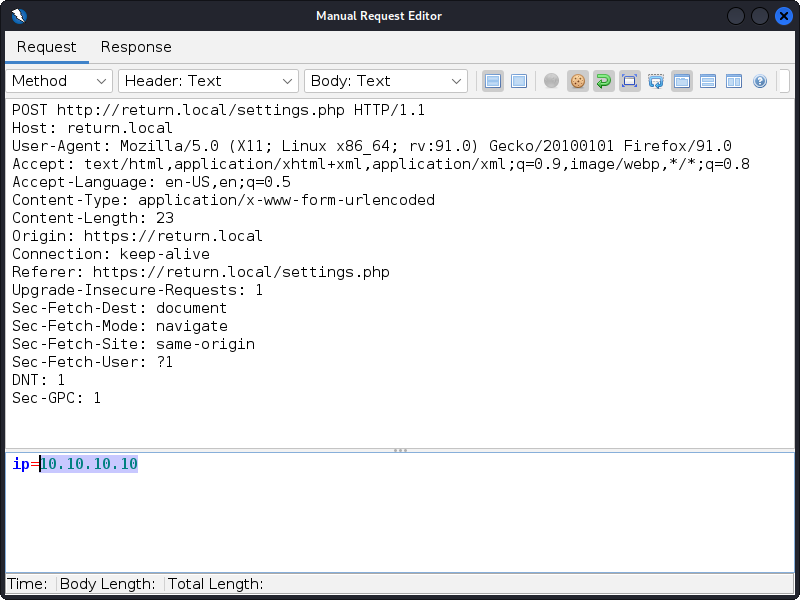 Manual Request Editor
Request Response
Method Header: Text Body: Text
POST http://return.local/settings.php HTTP/1.1
Host: return.local
User-Agent: Mozilla/5.0 (X11; Linux x86_64; rv:91.0) Gecko/20100101 Firefox/91.0
Accept: text/html,application/xhtml+xml,application/xml;q=0.9,image/webp,*/*;q=0.8
Accept-Language: en-US,en;q=0.5
Content-Type: application/x-www-form-urlencoded
Content-Length: 23
Origin: https://return.local
Connection: keep-alive
Referer: https://return.local/settings.php
Upgrade-Insecure-Requests: 1
Sec-Fetch-Dest: document
Sec-Fetch-Mode: navigate
Sec-Fetch-Site: same-origin
Sec-Fetch-User: ?1
DNT: 1
Sec-GPC: 1
ip=10.10.10.10
Time: Body Length: Total Length: